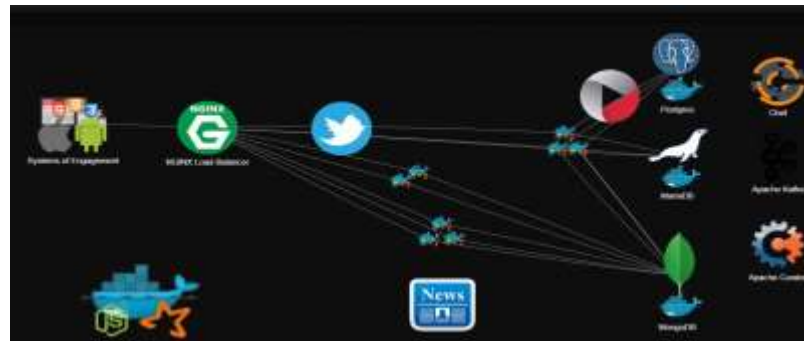 NGINX
Systems of Engagement
NGINX Load Balancer
Postgres
Chef
MariaDB
Apache Kafka
News
MongoDB